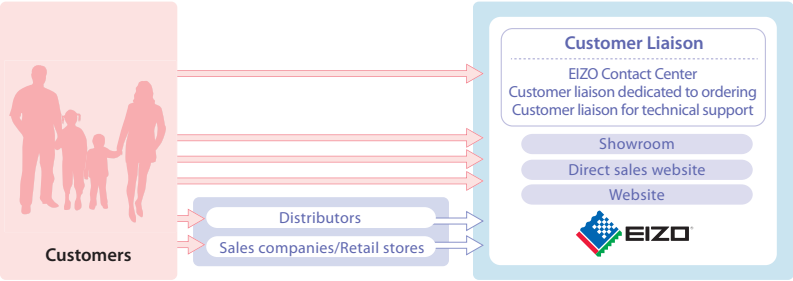 Customers
Distributors
Sales companies/Retail stores
Customer Liaison
EIZO Contact Center
Customer liaison dedicated to ordering
Customer liaison for technical support
Showroom
Direct sales website
Website
EIZO